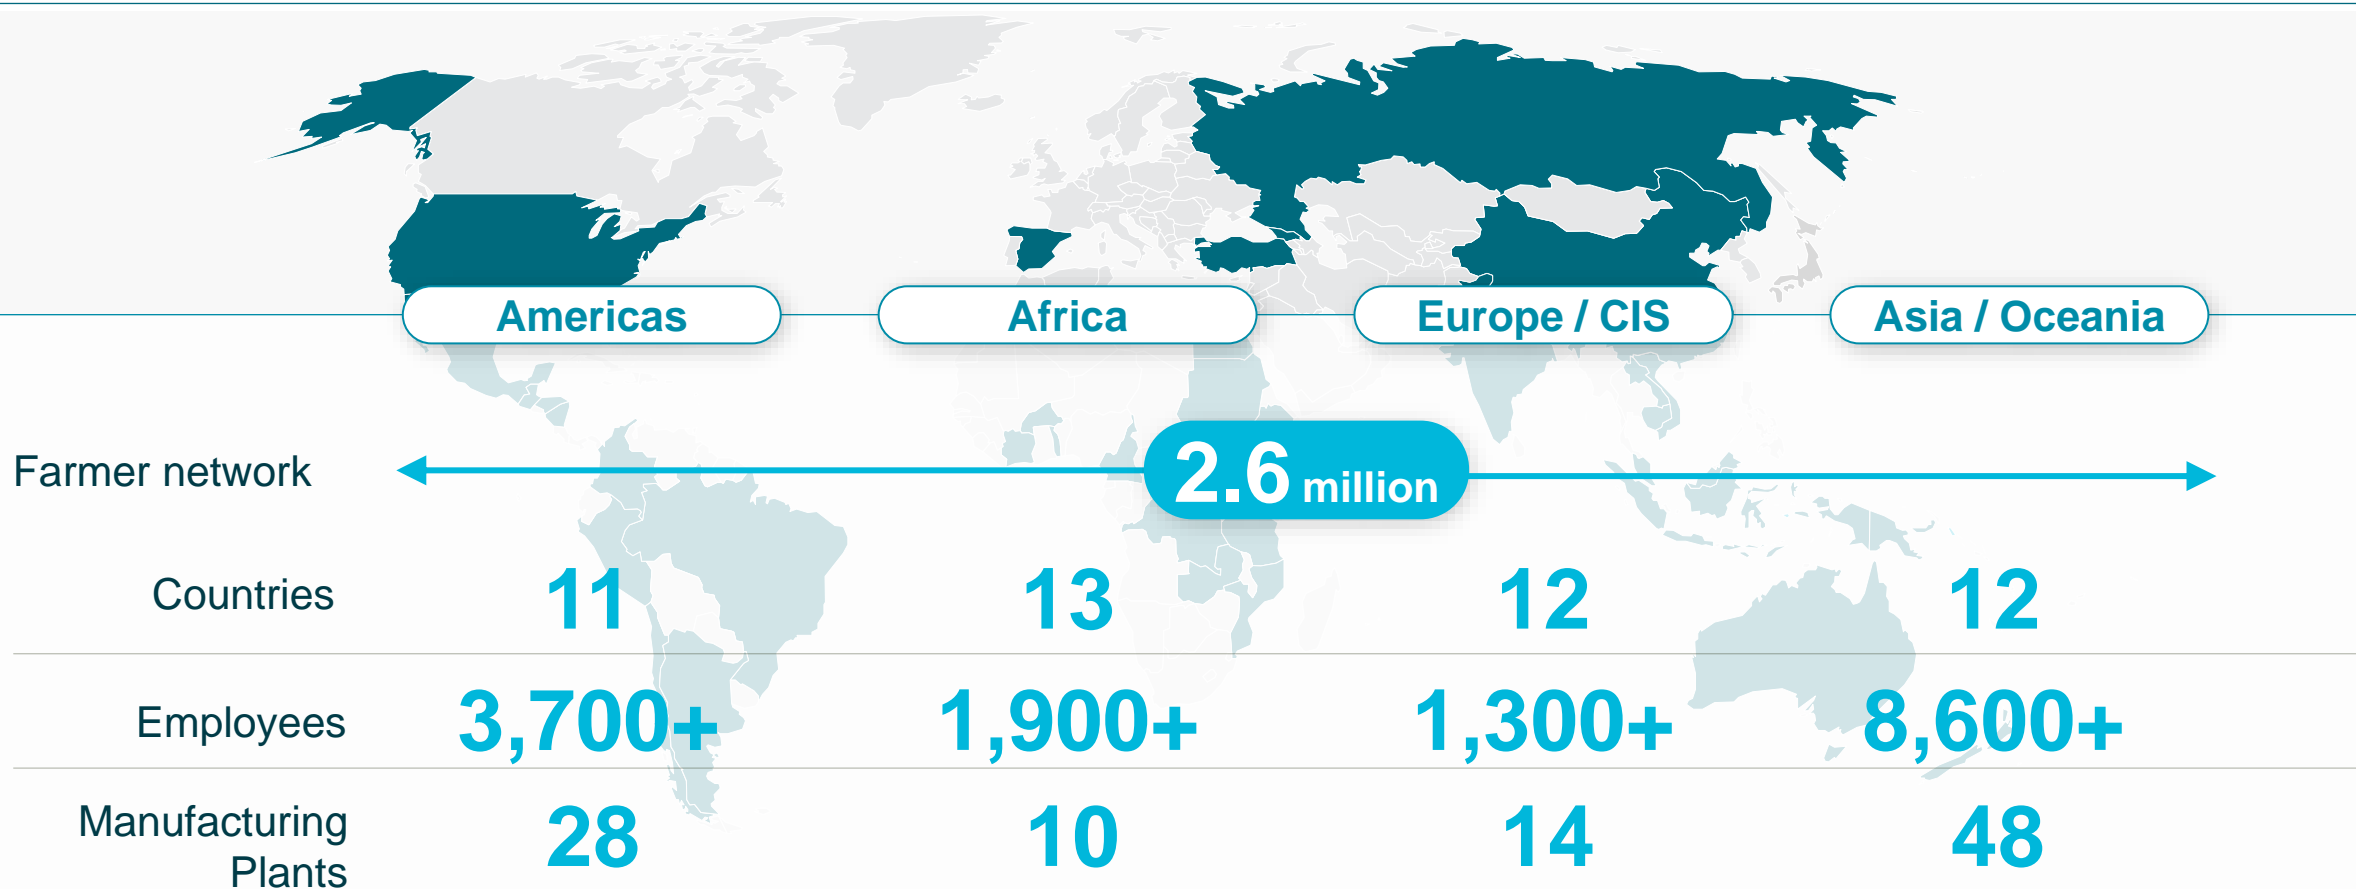 Americas Africa Europe / CIS Asia / Oceania
Farmer network 2.6 million
Countries 11 13 12 12
Employees 3,700+ 1,900+ 1,300+ 8,600+
Manufacturing
Plants 28 10 14 48